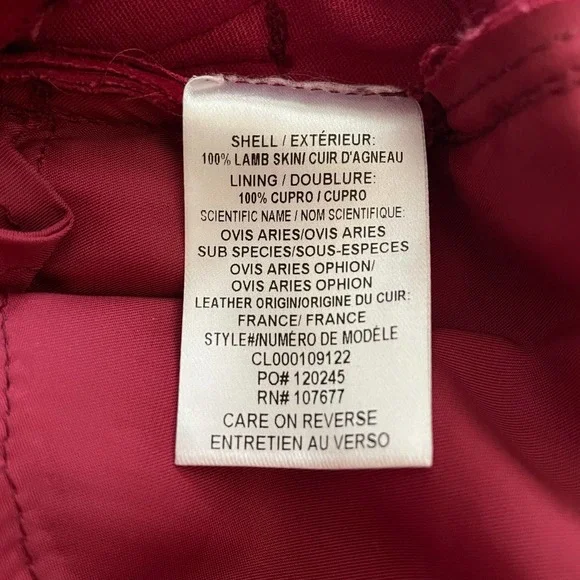 SHELL / EXTÉRIEUR:
100% LAMB SKIN/ CUIR D'AGNEAU
LINING / DOUBLURE:
100% CUPRO / CUPRO
SCIENTIFIC NAME / NOM SCIENTIFIQUE:
OVIS ARIES/OVIS ARIES
SUB SPECIES/SOUS-ESPECES
OVIS ARIES OPHION/
OVIS ARIES OPHION
LEATHER ORIGIN/ORIGINE DU CUIR:
FRANCE/ FRANCE
STYLE#/NUMÉRO DE MODÈLE
CL000109122
PO# 120245
RN# 107677
CARE ON REVERSE
ENTRETIEN AU VERSO